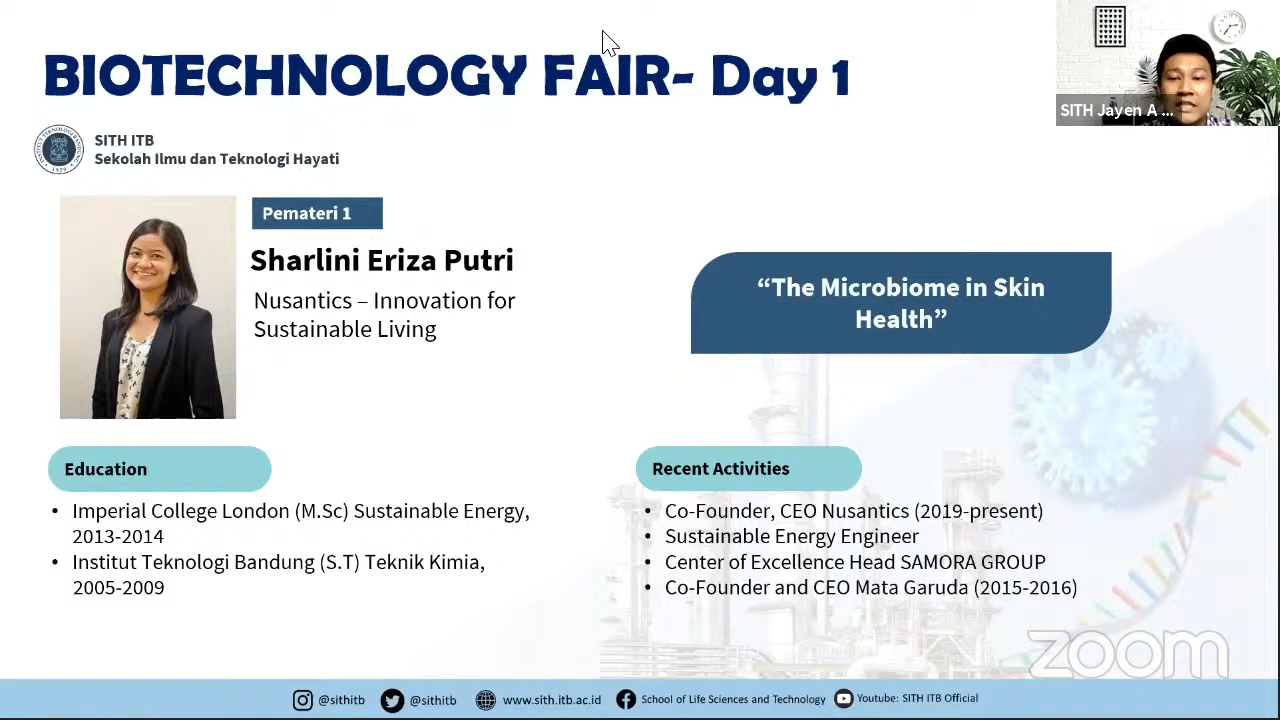 BIOTECHNOLOGY FAIR- Day 1
SITH Jayen A ...
SITH ITB
Sekolah Ilmu dan Teknologi Hayati
Pemateri 1
Sharlini Eriza Putri
Nusantics – Innovation for
Sustainable Living
“The Microbiome in Skin
Health”
Education
• Imperial College London (M.Sc) Sustainable Energy,
2013-2014
• Institut Teknologi Bandung (S.T) Teknik Kimia,
2005-2009
Recent Activities
• Co-Founder, CEO Nusantics (2019-present)
• Sustainable Energy Engineer
• Center of Excellence Head SAMORA GROUP
• Co-Founder and CEO Mata Garuda (2015-2016)
zoom
@sithitb @sithitb www.sith.itb.ac.id School of Life Sciences and Technology Youtube: SITH ITB Official